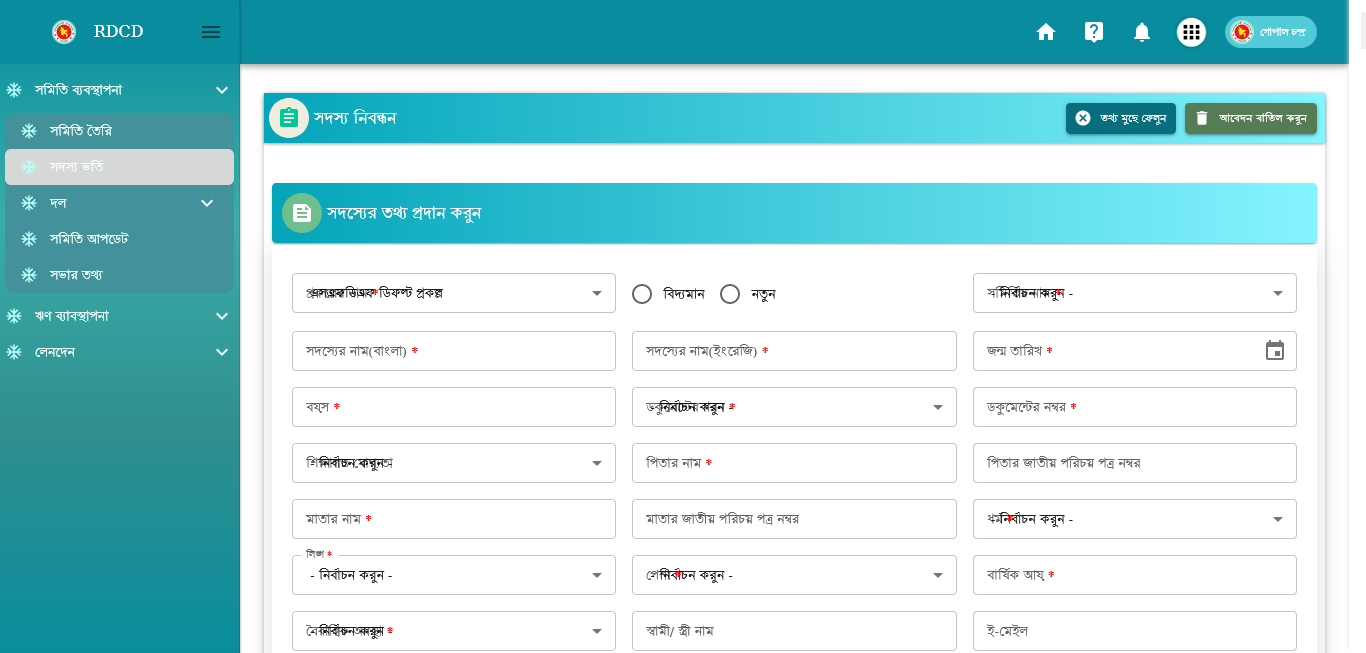 RDCD
গোপাল চন্দ্র
সমিতি ব্যবস্থাপনা
সমিতি তৈরি
সদস্য ভর্তি
দল
সমিতি আপডেট
সভার তথ্য
ঋণ ব্যাবস্থাপনা
লেনদেন
সদস্য নিবন্ধন
তথ্য মুছে ফেলুন
আবেদন বাতিল করুন
সদস্যের তথ্য প্রদান করুন
ডিফল্ট প্রকল্প
বিদ্যমান
নতুন
নির্বাচন করুন -
সদস্যের নাম(বাংলা) *
সদস্যের নাম(ইংরেজি) *
জন্ম তারিখ *
বয়স *
নির্বাচন করুন -
ডকুমেন্টের নম্বর *
নির্বাচন করুন -
পিতার নাম *
পিতার জাতীয় পরিচয় পত্র নম্বর
মাতার নাম *
মাতার জাতীয় পরিচয় পত্র নম্বর
ধর্ম * নির্বাচন করুন -
লিঙ্গ *
- নির্বাচন করুন -
নির্বাচন করুন -
বার্ষিক আয় *
নির্বাচন করুন *
স্বামী/ স্ত্রী নাম
ই-মেইল